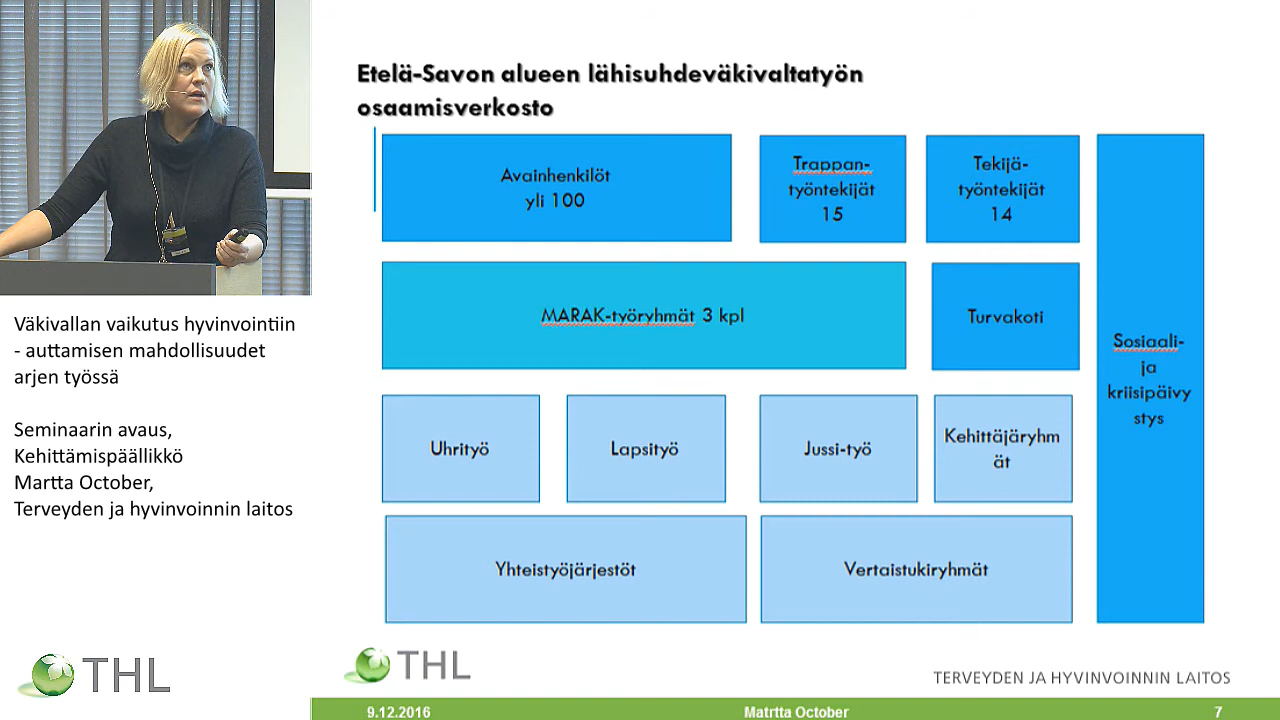 Väkivallan vaikutus hyvinvointiin
- auttamisen mahdollisuudet
arjen työssä
Seminaarin avaus,
Kehittämispäällikkö
Martta October,
Terveyden ja hyvinvoinnin laitos
THL
Etelä-Savon alueen lähisuhdeväkivaltatyön
osaamisverkosto
Avainhenkilöt
yli 100
Trappan-
työntekijät
15
Tekijä-
työntekijät
14
MARAK-työryhmät 3 kpl
Turvakoti
Sosiaali-
ja
kriisipäivy
stys
Uhrityö
Lapsityö
Jussi-työ
Kehittäjäryhm
ät
Yhteistyöjärjestöt
Vertaistukiryhmät
THL
TERVEYDEN JA HYVINVOINNIN LAITOS
9.12.2016
Matrtta October
7